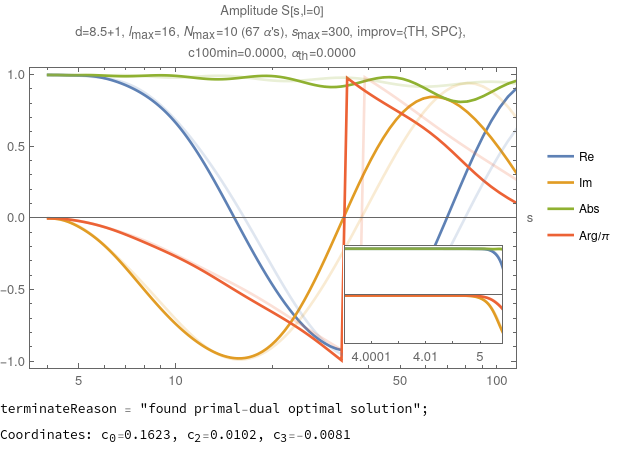 Amplitude S[s,l=0]
d=8.5+1, lmax=16, Nmax=10 (67 α's), smax=300, improv={TH, SPC},
c100min=0.0000, αth=0.0000
1.0
0.5
0.0
−0.5
−1.0
s
Re
Im
Abs
Arg/π
4.0001 4.01 5
5 10 50 100
terminateReason = "found primal-dual optimal solution";
Coordinates: c0=0.1623, c2=0.0102, c3=-0.0081